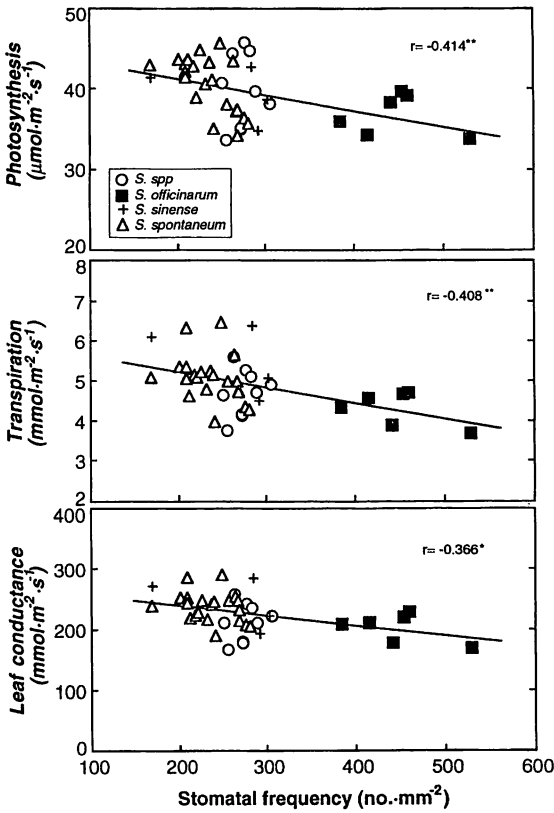 50
40
30
20
Photosynthesis
(μmol·m⁻²·s⁻¹)
r= -0.414**
S. spp
S. officinarum
S. sinense
S. spontaneum
8
7
6
5
4
3
2
Transpiration
(mmol·m⁻²·s⁻¹)
r= -0.408**
400
300
200
100
0
Leaf conductance
(mmol·m⁻²·s⁻¹)
r= -0.366*
100 200 300 400 500 600
Stomatal frequency (no.·mm⁻²)